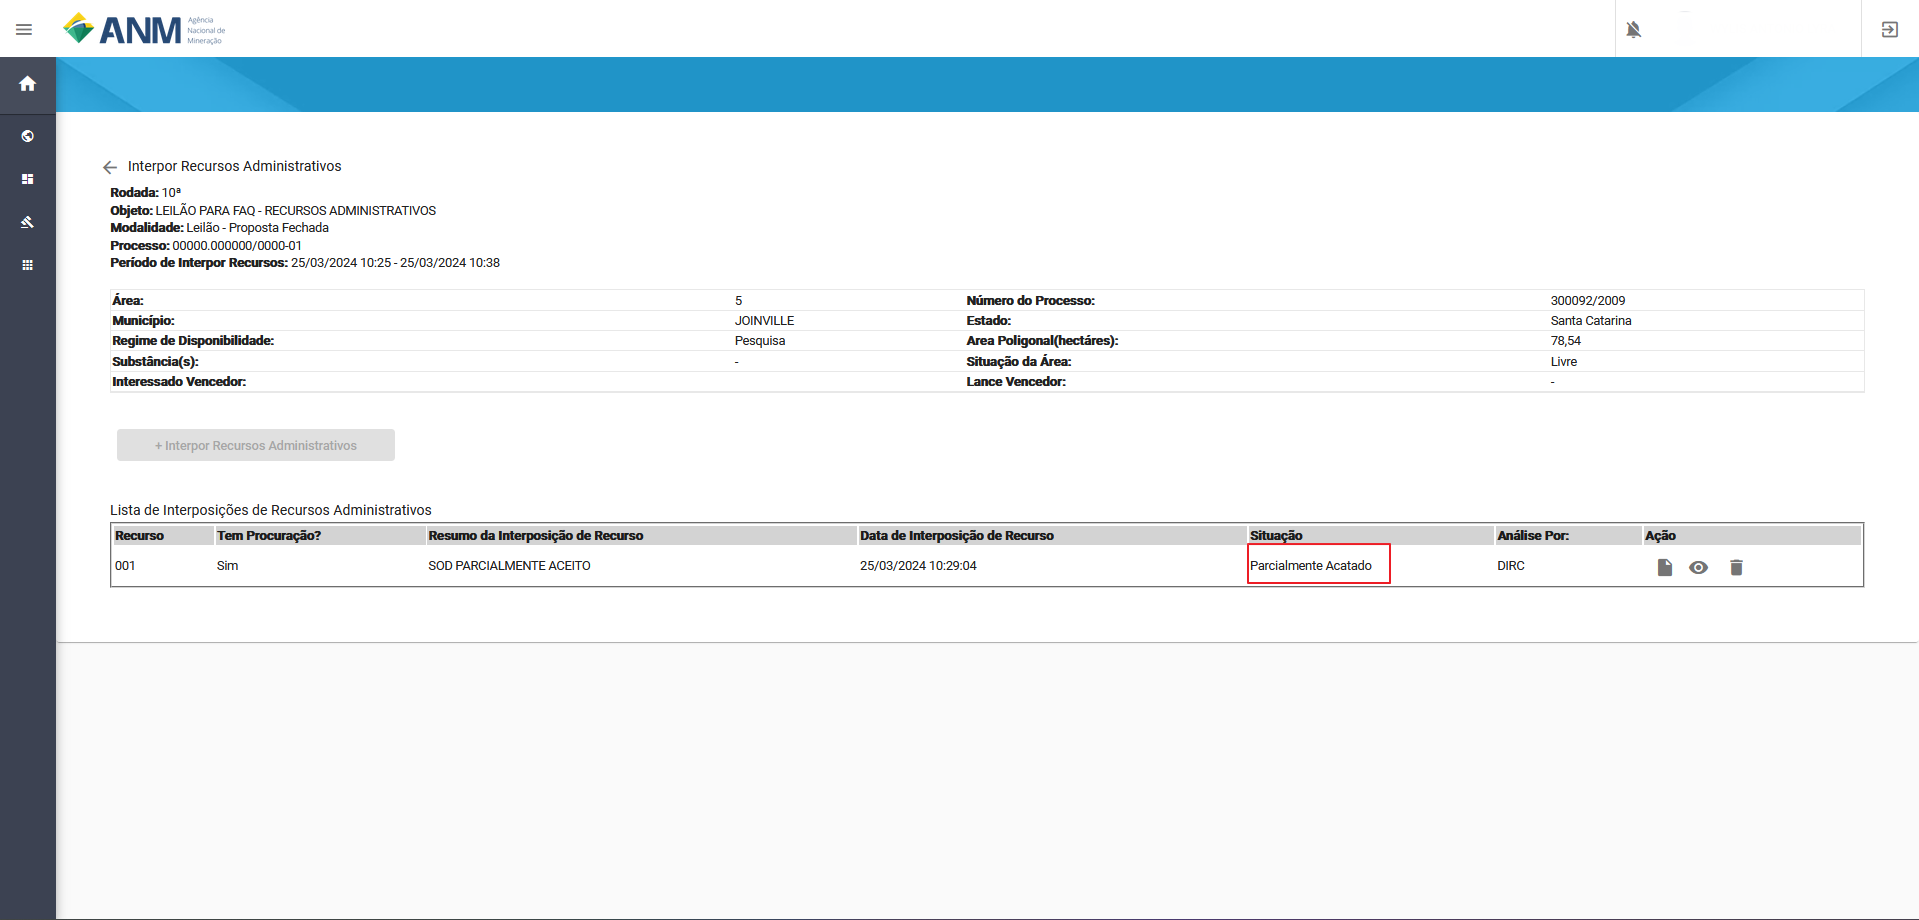 ANM
Agência
Nacional de
Mineração
Interpor Recursos Administrativos
Rodada: 10ª
Objeto: LEILÃO PARA FAQ - RECURSOS ADMINISTRATIVOS
Modalidade: Leilão - Proposta Fechada
Processo: 00000.000000/0000-01
Período de Interpor Recursos: 25/03/2024 10:25 - 25/03/2024 10:38
Área: 5 Número do Processo: 300092/2009
Município: JOINVILLE Estado: Santa Catarina
Regime de Disponibilidade: Pesquisa Area Poligonal(hectáres): 78,54
Substância(s): - Situação da Área: Livre
Interessado Vencedor: Lance Vencedor: -
+ Interpor Recursos Administrativos
Lista de Interposições de Recursos Administrativos
Recurso Tem Procuração? Resumo da Interposição de Recurso Data de Interposição de Recurso Situação Análise Por: Ação
001 Sim SOD PARCIALMENTE ACEITO 25/03/2024 10:29:04 Parcialmente Acatado DIRC